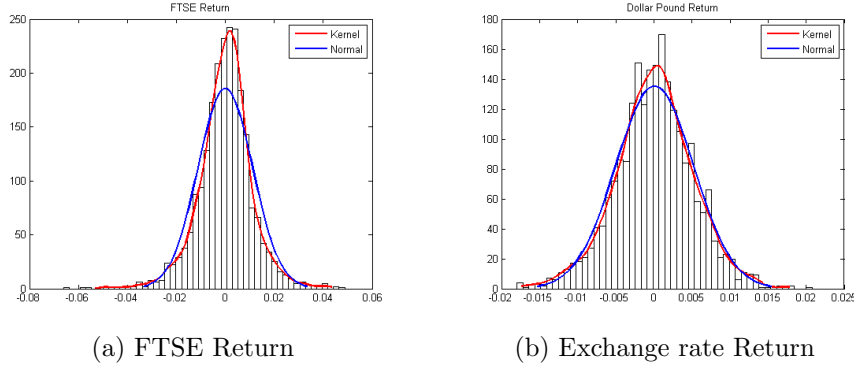 FTSE Return
250
200
150
100
50
0
-0.08 -0.06 -0.04 -0.02 0 0.02 0.04 0.06
Kernel
Normal
(a) FTSE Return
Dollar Pound Return
180
160
140
120
100
80
60
40
20
0
-0.02 -0.015 -0.01 -0.005 0 0.005 0.01 0.015 0.02 0.025
Kernel
Normal
(b) Exchange rate Return